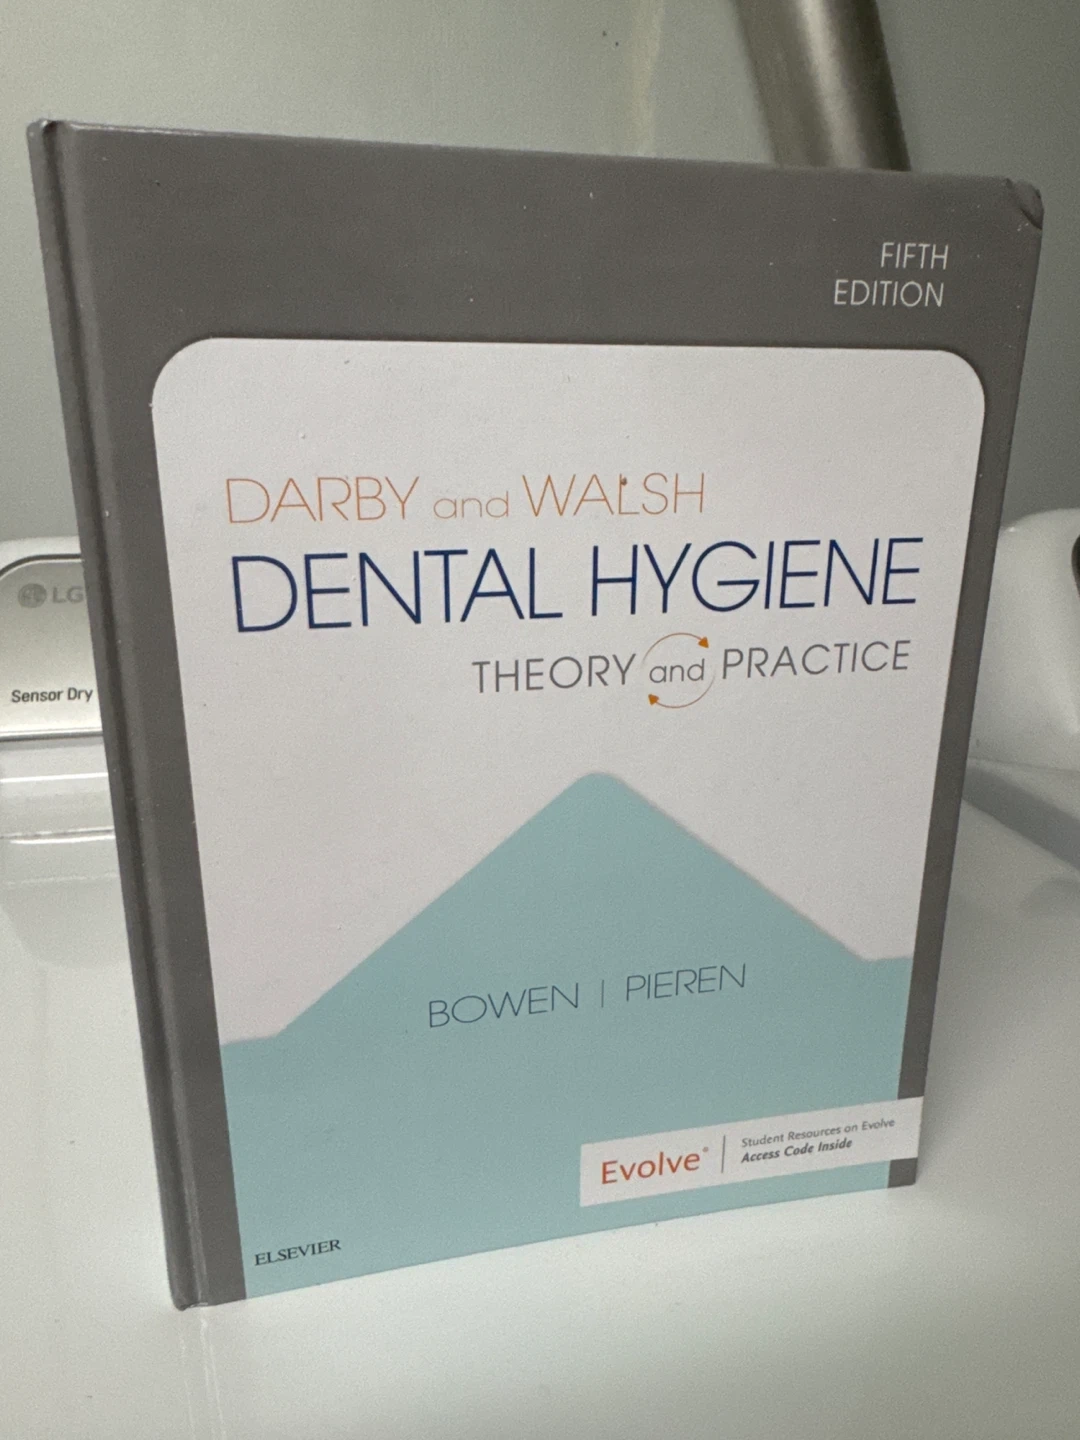 FIFTH
EDITION
DARBY and WALSH
DENTAL HYGIENE
THEORY and PRACTICE
LG
Sensor Dry
BOWEN | PIEREN
Evolve®
Student Resources on Evolve
Access Code Inside
ELSEVIER